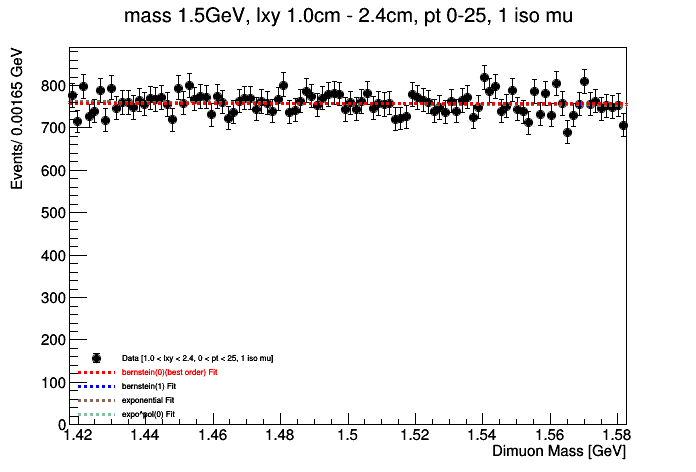 mass 1.5GeV, lxy 1.0cm - 2.4cm, pt 0-25, 1 iso mu
Events/ 0.00165 GeV
800
700
600
500
400
300
200
100
0
Data [1.0 < lxy < 2.4, 0 < pt < 25, 1 iso mu]
bernstein(0)(best order) Fit
bernstein(1) Fit
exponential Fit
expo*pol(0) Fit
1.42 1.44 1.46 1.48 1.5 1.52 1.54 1.56 1.58
Dimuon Mass [GeV]